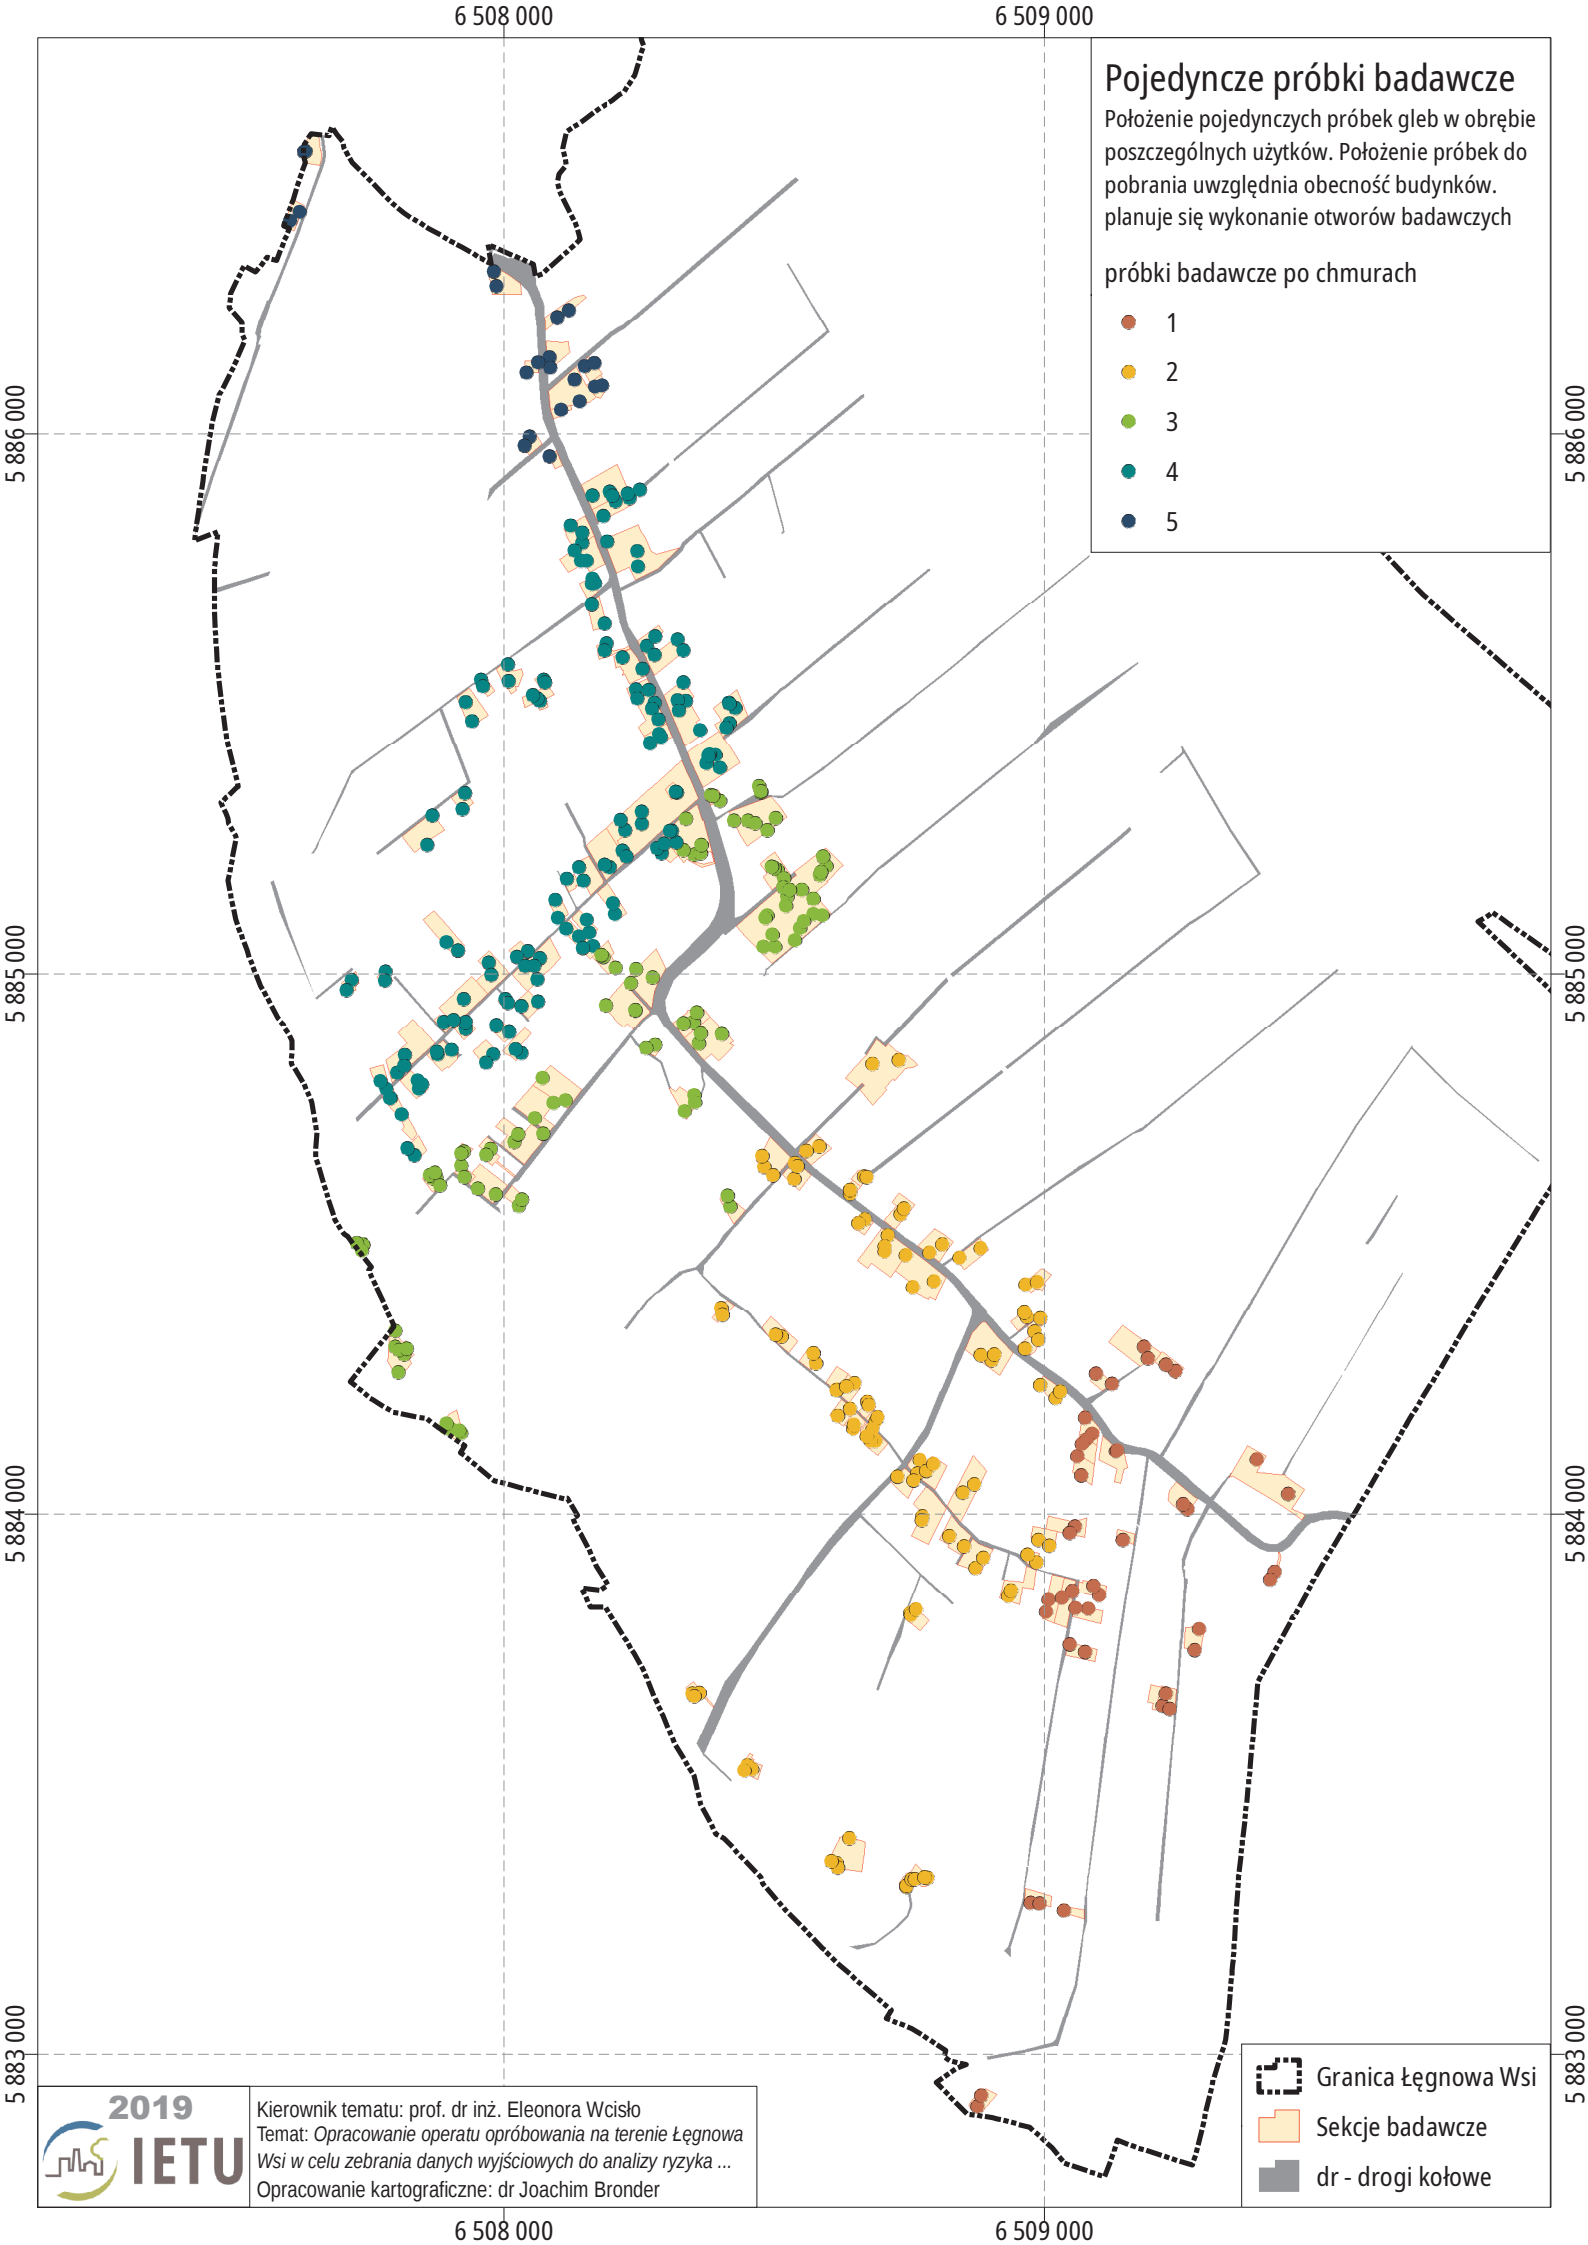 6 508 000
6 509 000
Pojedyncze próbki badawcze
Położenie pojedynczych próbek gleb w obrębie
poszczególnych użytków. Położenie próbek do
pobrania uwzględnia obecność budynków.
planuje się wykonanie otworów badawczych
próbki badawcze po chmurach
1
2
3
4
5
5 886 000
5 886 000
5 885 000
5 885 000
5 884 000
5 884 000
5 883 000
5 883 000
Granica Łęgnowa Wsi
Sekcje badawcze
dr - drogi kołowe
2019
IETU
Kierownik tematu: prof. dr inż. Eleonora Wcisło
Temat: Opracowanie operatu opróbowania na terenie Łęgnowa
Wsi w celu zebrania danych wyjściowych do analizy ryzyka ...
Opracowanie kartograficzne: dr Joachim Bronder
6 508 000
6 509 000